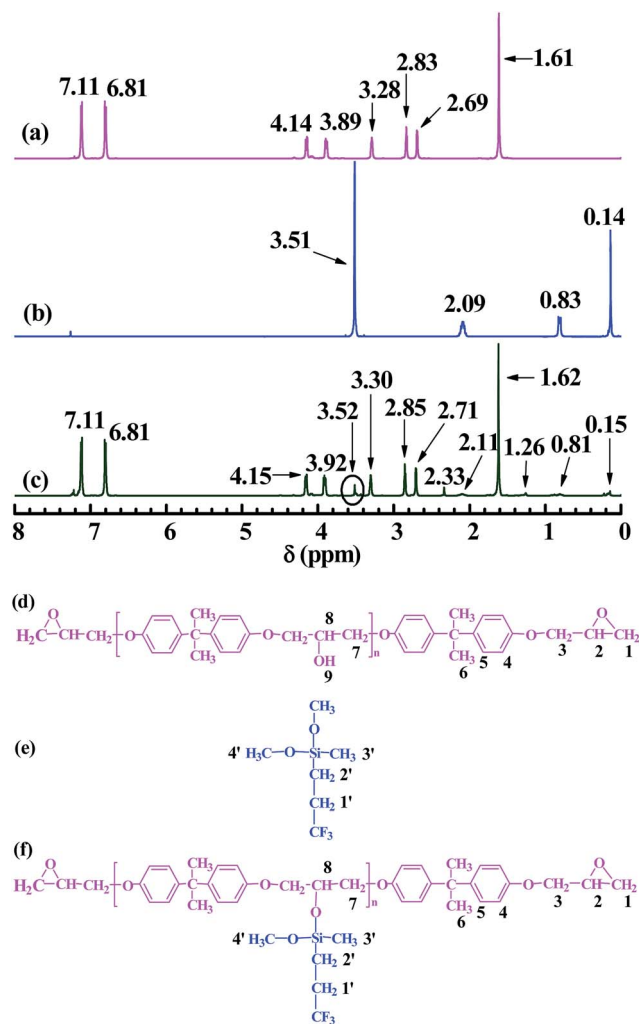 7.11 6.81 4.14 3.89 3.28 2.83 2.69 1.61
(a)
3.51 2.09 0.83 0.14
(b)
7.11 6.81 4.15 3.92 3.52 3.30 2.85 2.71 2.33 2.11 1.62 1.26 0.81 0.15
(c)
8 7 6 5 4 3 2 1 0
δ (ppm)
(d)
O CH₃ 8 CH₃ O
H₂C CH CH₂ O O CH₂ CH CH₂ O O CH₂ CH CH₂
CH₃ OH 7 n CH₃ 5 4 3 2 1
9 6
(e)
CH₃
O
4' H₃C O Si CH₃ 3'
CH₂ 2'
CH₂ 1'
CF₃
(f)
O CH₃ 8 CH₃ O
H₂C CH CH₂ O O CH₂ CH CH₂ O O CH₂ CH CH₂
CH₃ O 7 n CH₃ 5 4 3 2 1
6
4' H₃C O Si CH₃ 3'
CH₂ 2'
CH₂ 1'
CF₃